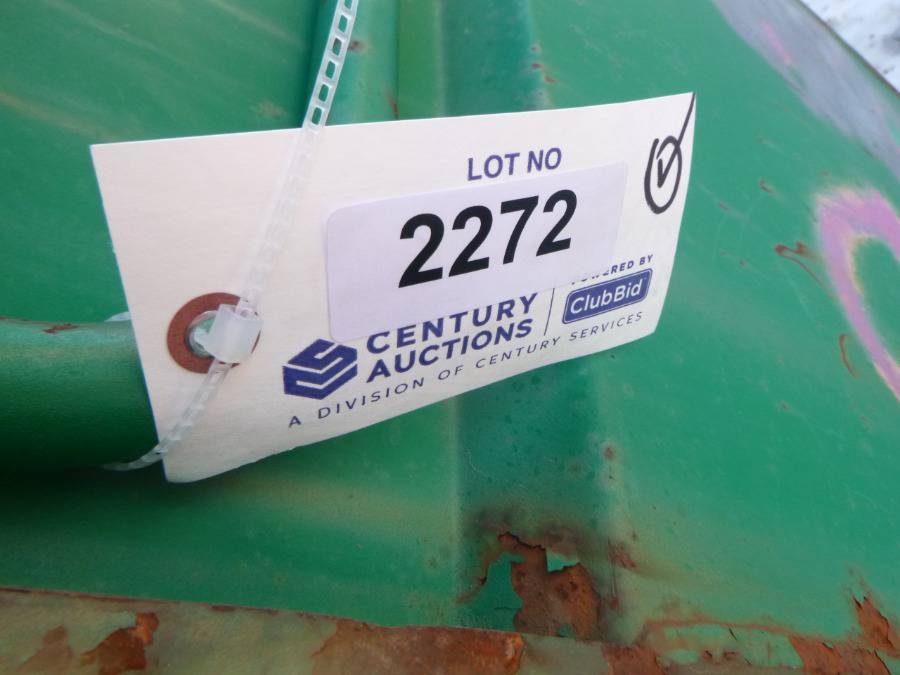 LOT NO
2272
CENTURY
AUCTIONS
A DIVISION OF CENTURY SERVICES
POWERED BY
ClubBid